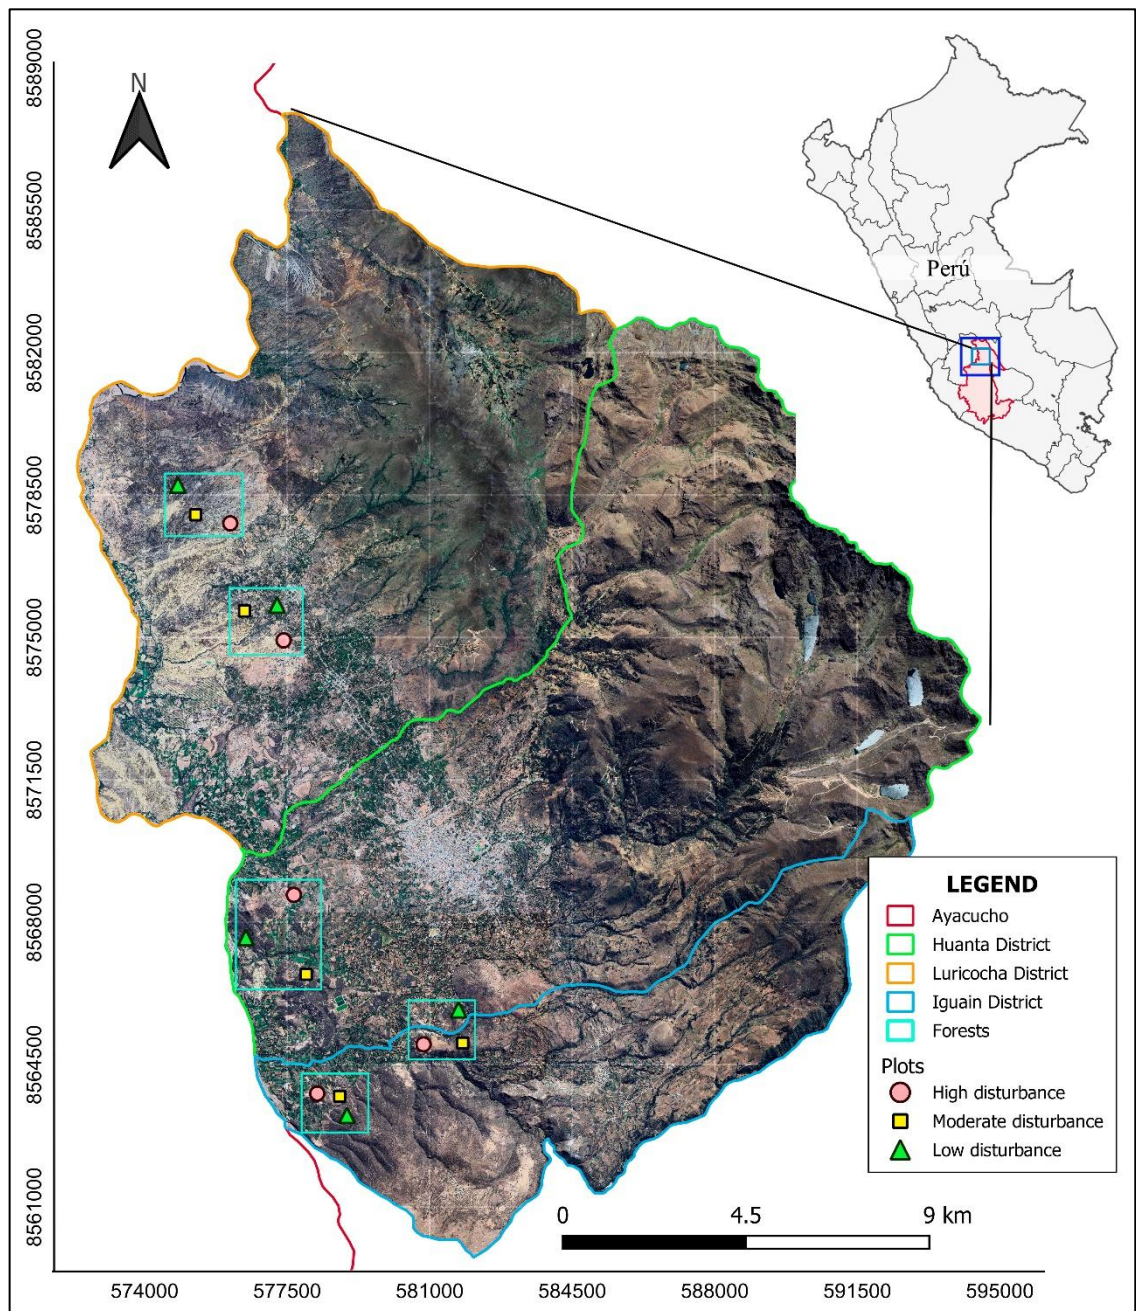 N
Perú
8589000
8585500
8582000
8578500
8575000
8571500
8568000
8564500
8561000
LEGEND
Ayacucho
Huanta District
Luricocha District
Iguain District
Forests
Plots
High disturbance
Moderate disturbance
Low disturbance
0 4.5 9 km
574000 577500 581000 584500 588000 591500 595000